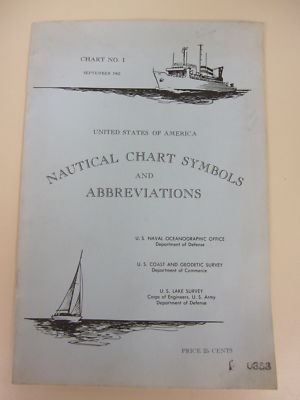 CHART NO. 1
SEPTEMBER 1963
UNITED STATES OF AMERICA
NAUTICAL CHART SYMBOLS
AND
ABBREVIATIONS
U. S. NAVAL OCEANOGRAPHIC OFFICE
Department of Defense
U. S. COAST AND GEODETIC SURVEY
Department of Commerce
U. S. LAKE SURVEY
Corps of Engineers, U. S. Army
Department of Defense
PRICE 25 CENTS